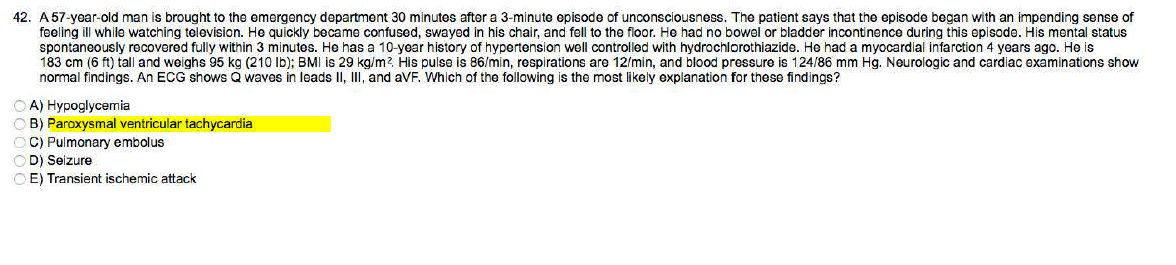 42. A 57-year-old man is brought to the emergency department 30 minutes after a 3-minute episode of unconsciousness. The patient says that the episode began with an impending sense of
feeling ill while watching television. He quickly became confused, swayed in his chair, and fell to the floor. He had no bowel or bladder incontinence during this episode. His mental status
spontaneously recovered fully within 3 minutes. He has a 10-year history of hypertension well controlled with hydrochlorothiazide. He had a myocardial infarction 4 years ago. He is
183 cm (6 ft) tall and weighs 95 kg (210 lb); BMI is 29 kg/m². His pulse is 86/min, respirations are 12/min, and blood pressure is 124/86 mm Hg. Neurologic and cardiac examinations show
normal findings. An ECG shows Q waves in leads II, III, and aVF. Which of the following is the most likely explanation for these findings?
A) Hypoglycemia
B) Paroxysmal ventricular tachycardia
C) Pulmonary embolus
D) Seizure
E) Transient ischemic attack